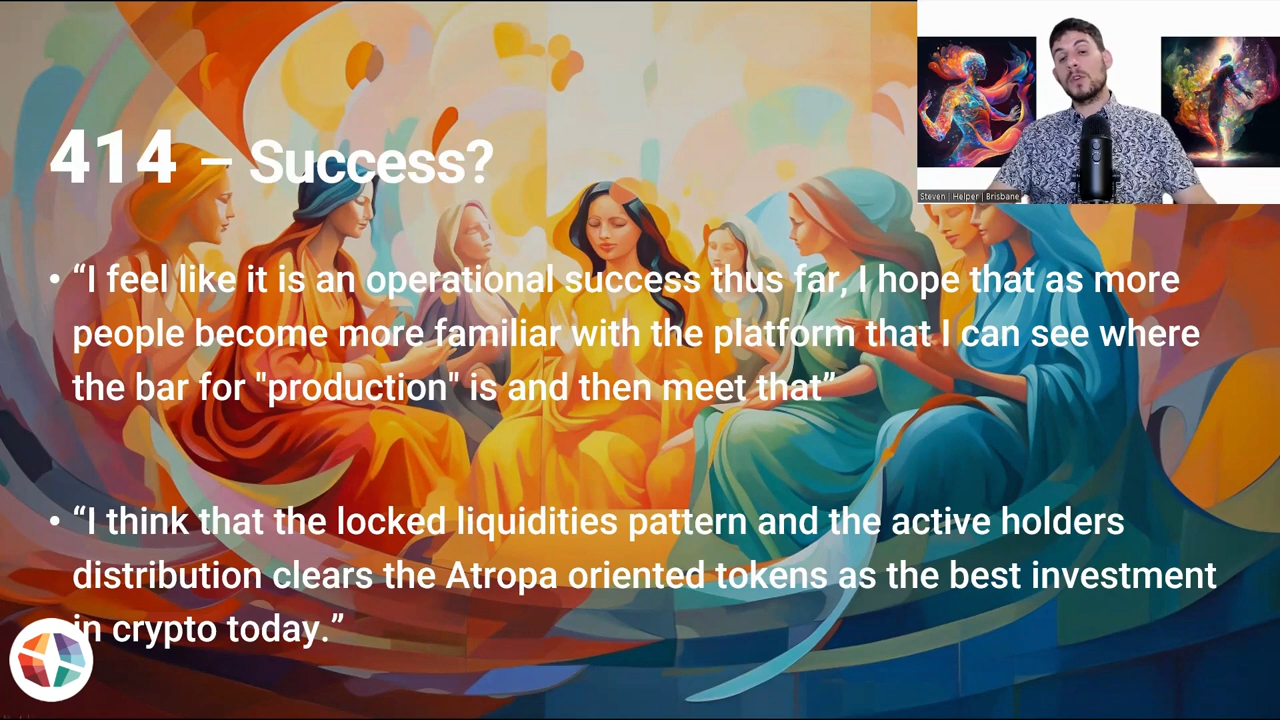 414 – Success?
• “I feel like it is an operational success thus far, I hope that as more
people become more familiar with the platform that I can see where
the bar for "production" is and then meet that”
• “I think that the locked liquidities pattern and the active holders
distribution clears the Atropa oriented tokens as the best investment
in crypto today.”
Steven | Helper | Brisbane